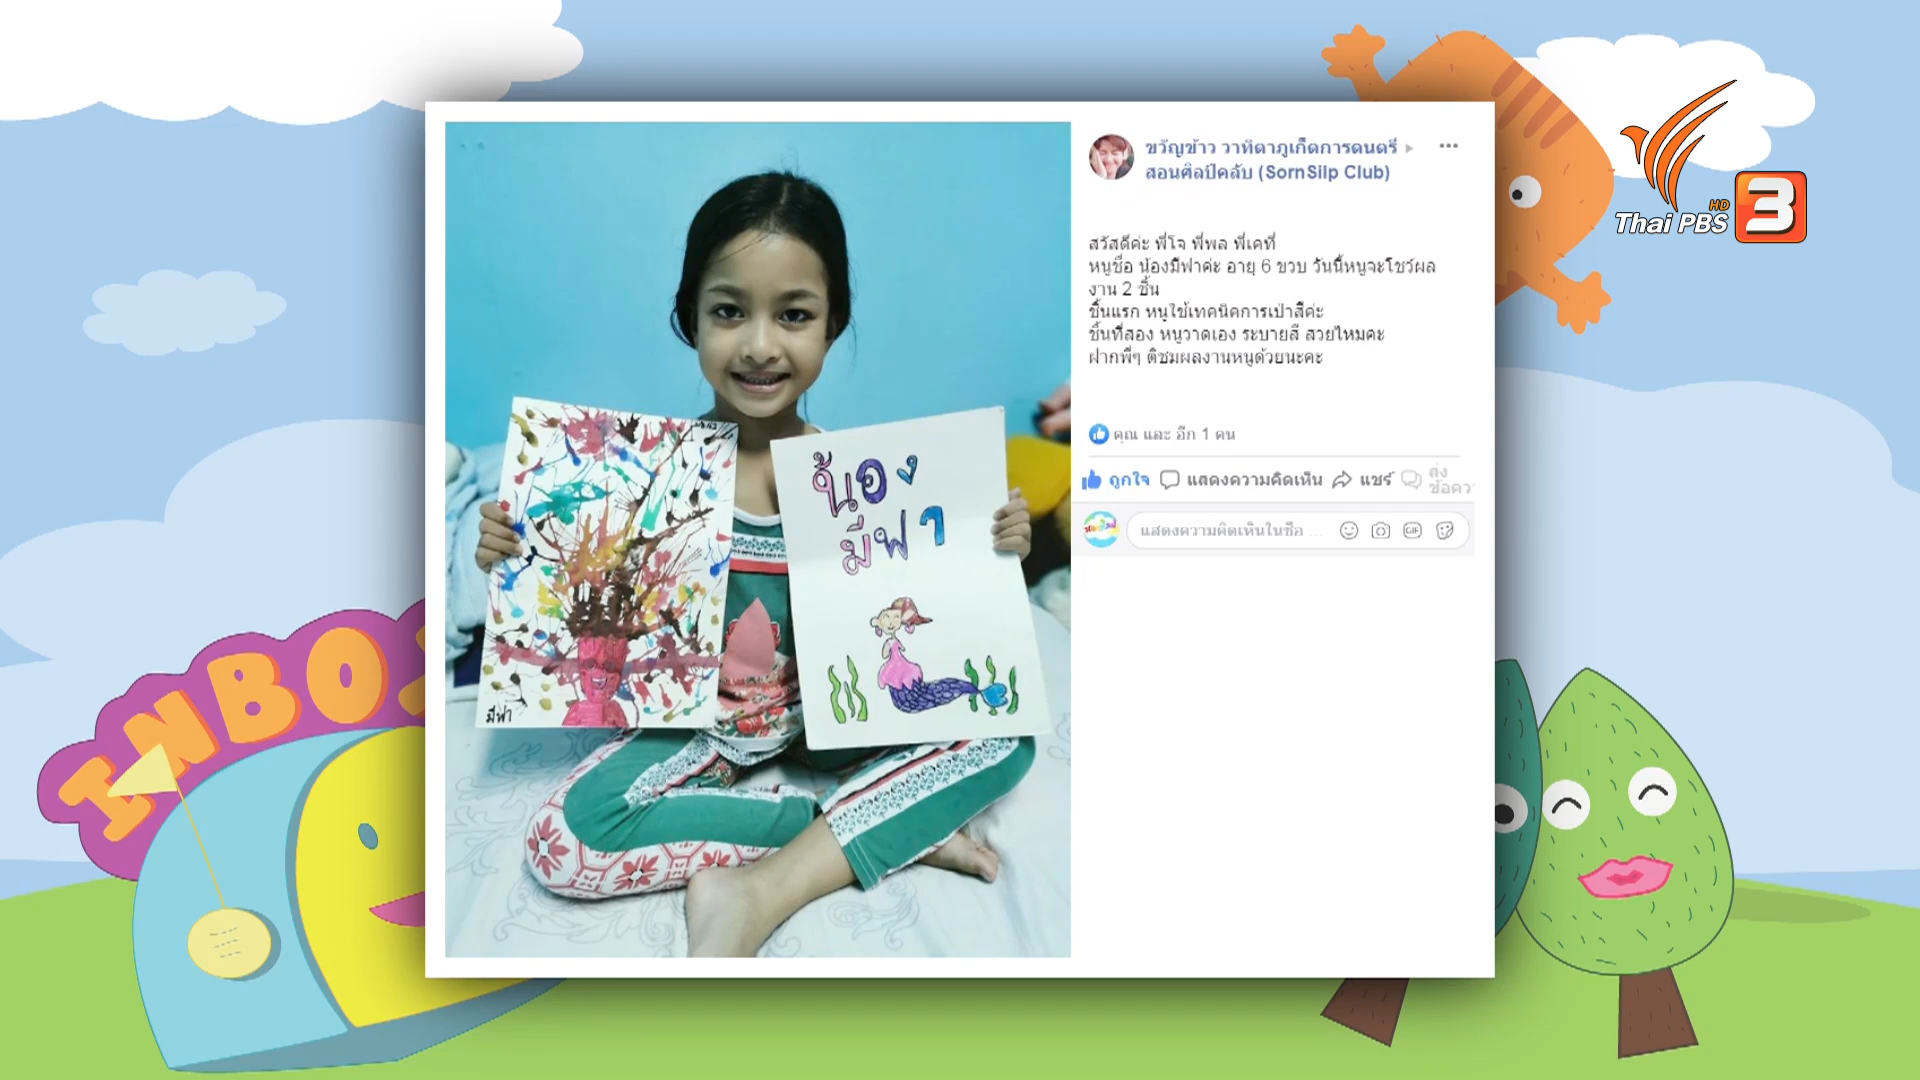 INBO
Thai PBS HD 3
ขวัญข้าว วาทิตาภูเก็ตการดนตรี
สอนศิลป์คลับ (SornSilp Club)
สวัสดีค่ะ พี่โจ พี่พล พี่เคที่
หนูชื่อ น้องมีฟาค่ะ อายุ 6 ขวบ วันนี้หนูจะโชว์ผล
งาน 2 ชิ้น
ชิ้นแรก หนูใช้เทคนิคการเป่าสีค่ะ
ชิ้นที่สอง หนูวาดเอง ระบายสี สวยไหมคะ
ฝากพี่ๆ ติชมผลงานหนูด้วยนะคะ
คุณ และ อีก 1 คน
ถูกใจ แสดงความคิดเห็น แชร์ ส่ง
ข้อคว
แสดงความคิดเห็นในชื่อ ...
GIF
น้อง
มีฟา
มีฟา